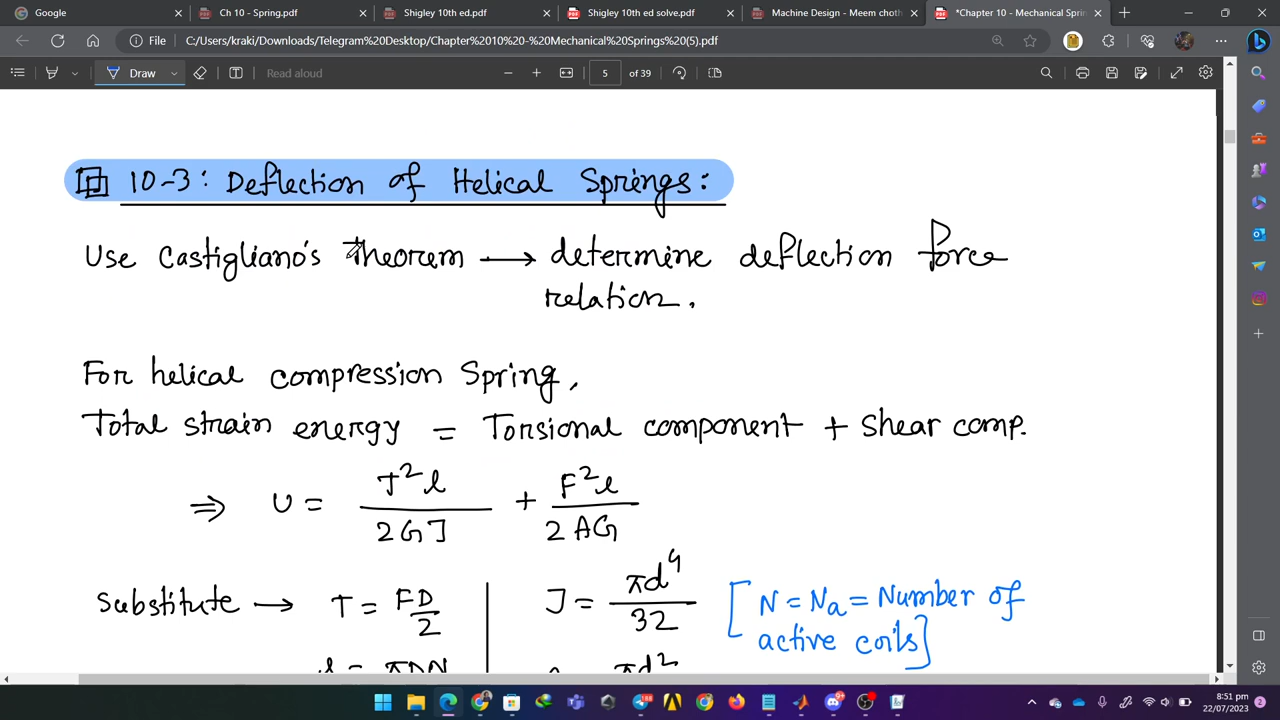 Google
Ch 10 - Spring.pdf
Shigley 10th ed.pdf
Shigley 10th ed solve.pdf
Machine Design - Meem choth
*Chapter 10 - Mechanical Sprin
File
C:/Users/kraki/Downloads/Telegram%20Desktop/Chapter%2010%20-%20Mechanical%20Springs%20(5).pdf
Draw
Read aloud
5 of 39
10-3: Deflection of Helical Springs:
Use Castigliano's Theorem → determine deflection force
relation.
For helical compression Spring,
Total strain energy = Torsional component + Shear comp.
⇒ U = T²l / 2GJ + F²l / 2AG
Substitute → T = FD/2 | J = πd⁴/32 [N = Na = Number of
active coils]
l = πDN πd²
8:51 pm
22/07/2023